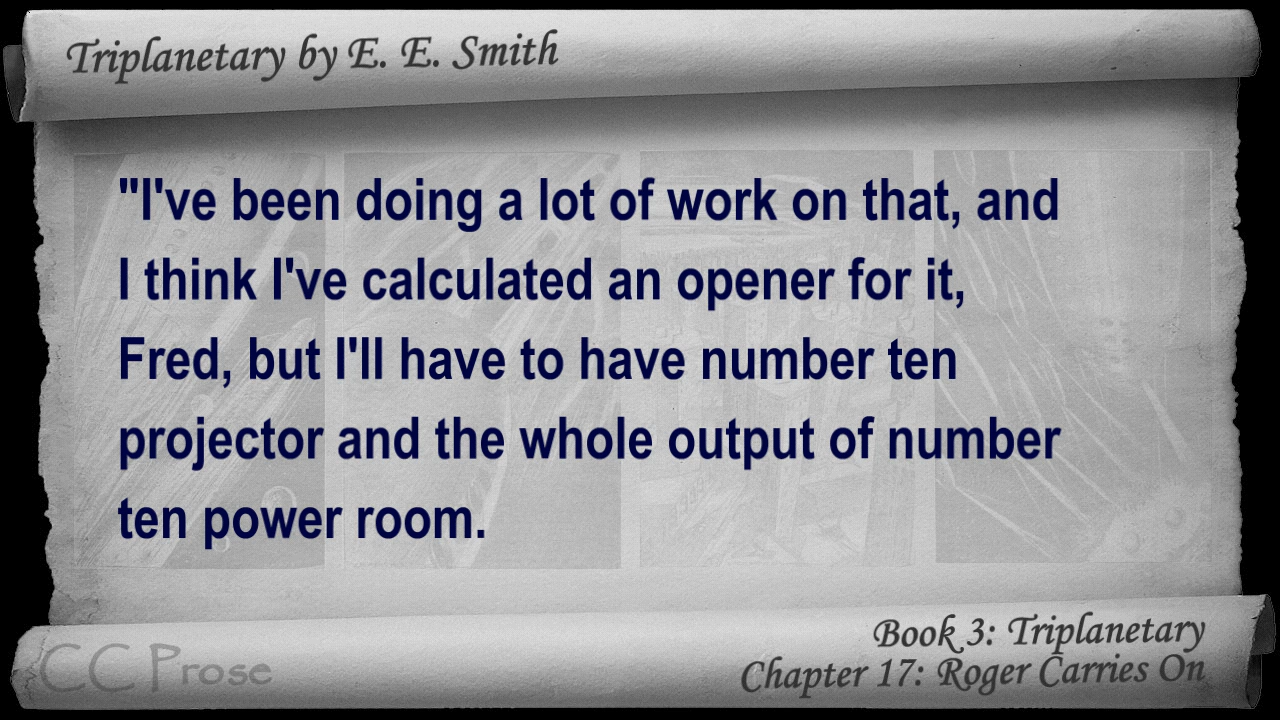 Triplanetary by E. E. Smith
"I've been doing a lot of work on that, and
I think I've calculated an opener for it,
Fred, but I'll have to have number ten
projector and the whole output of number
ten power room.
Book 3: Triplanetary
Chapter 17: Roger Carries On
CC Prose